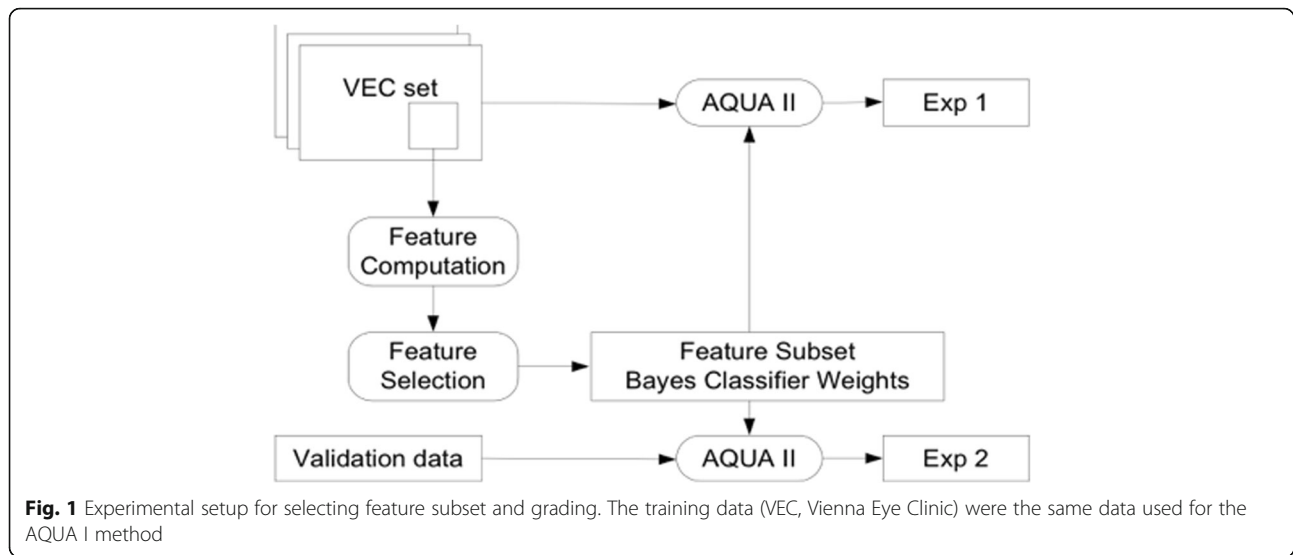 VEC set
AQUA II
Exp 1
Feature
Computation
Feature
Selection
Feature Subset
Bayes Classifier Weights
Validation data
AQUA II
Exp 2
Fig. 1 Experimental setup for selecting feature subset and grading. The training data (VEC, Vienna Eye Clinic) were the same data used for the
AQUA I method